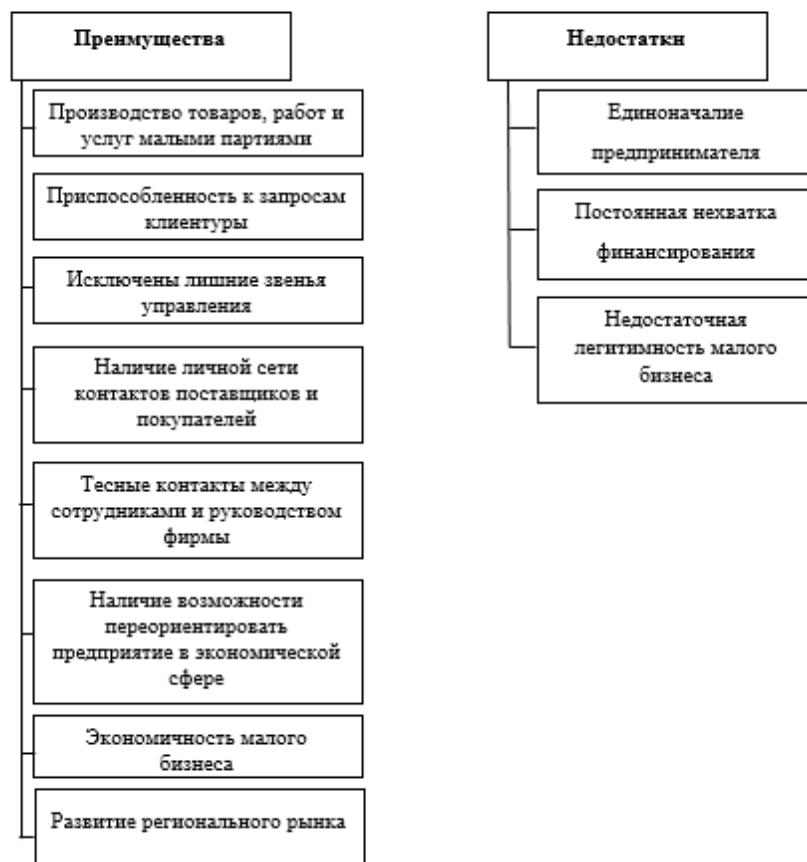 Преимущества
Производство товаров, работ и
услуг малыми партиями
Приспособленность к запросам
клиентуры
Исключены лишние звенья
управления
Наличие личной сети
контактов поставщиков и
покупателей
Тесные контакты между
сотрудниками и руководством
фирмы
Наличие возможности
переориентировать
предприятие в экономической
сфере
Экономичность малого
бизнеса
Развитие регионального рынка
Недостатки
Единоначалие
предпринимателя
Постоянная нехватка
финансирования
Недостаточная
легитимность малого
бизнеса